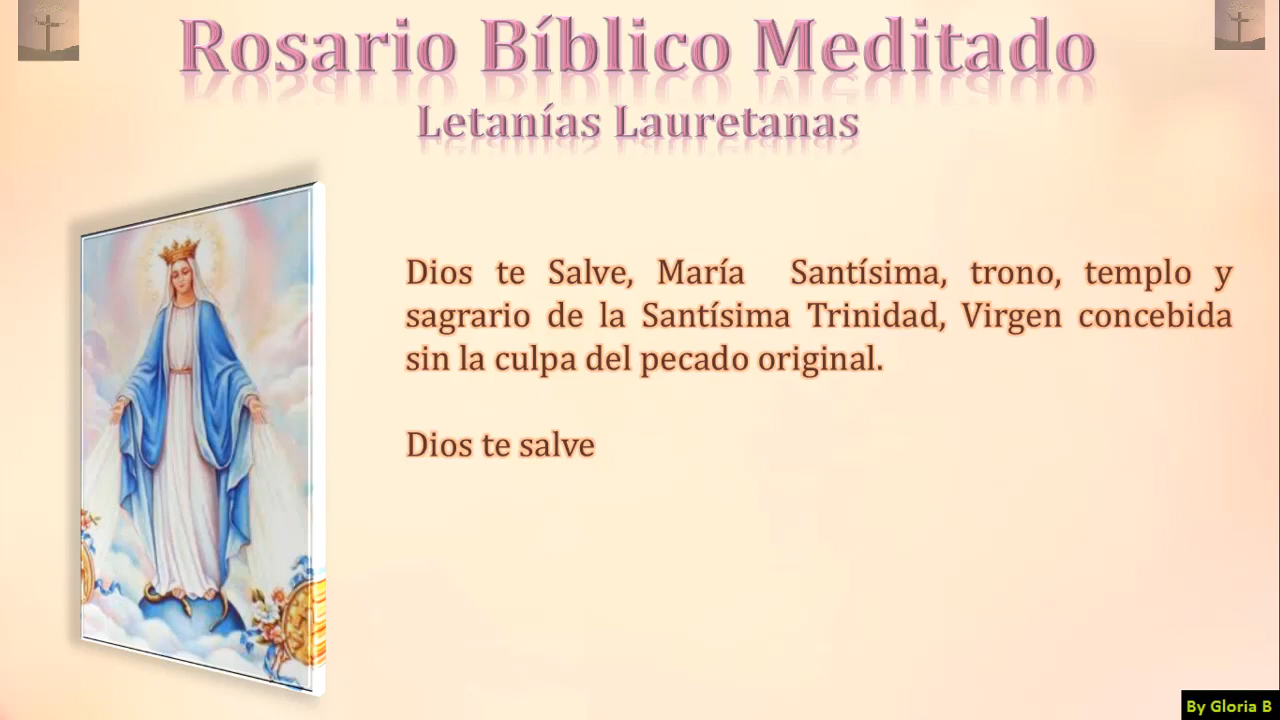 Rosario Bíblico Meditado
Letanías Lauretanas
Dios te Salve, María Santísima, trono, templo y
sagrario de la Santísima Trinidad, Virgen concebida
sin la culpa del pecado original.
Dios te salve
By Gloria B